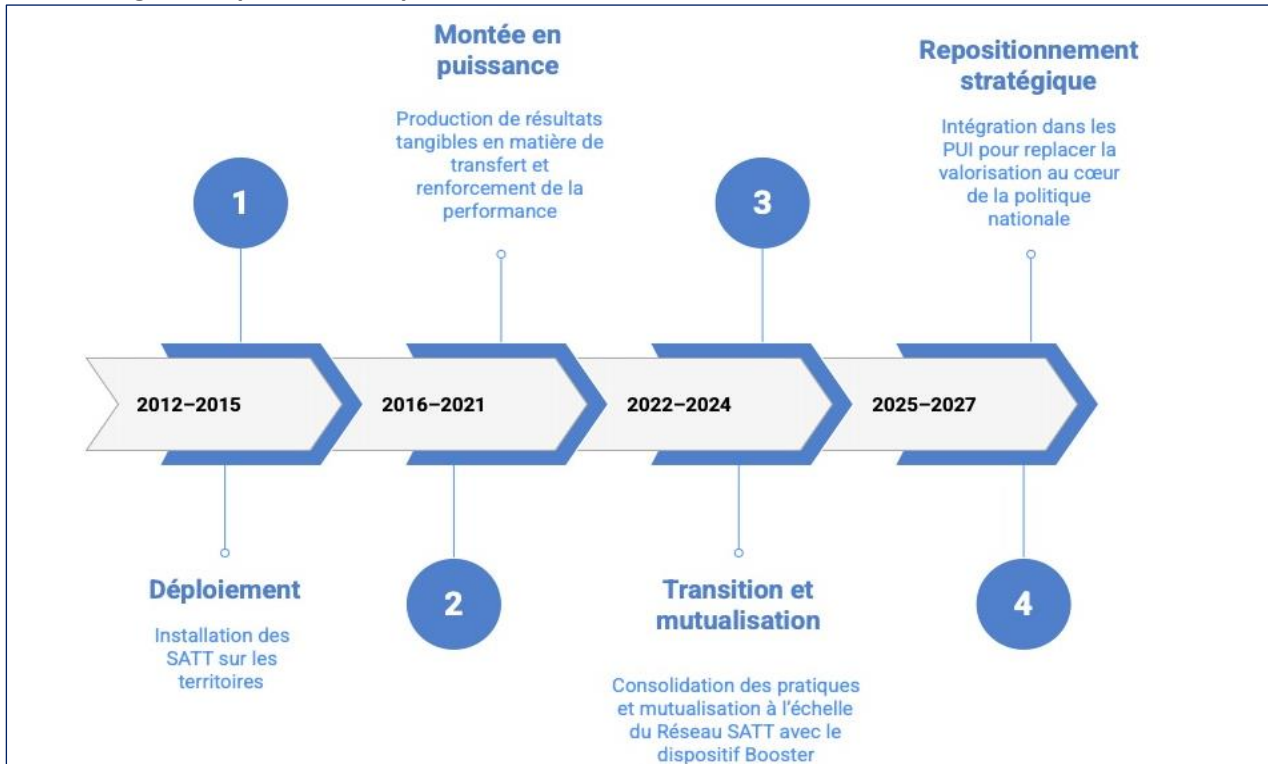 Montée en
puissance
Production de résultats
tangibles en matière de
transfert et
renforcement de la
performance
Repositionnement
stratégique
Intégration dans les
PUI pour replacer la
valorisation au cœur
de la politique
nationale
1
3
2012–2015
2016–2021
2022–2024
2025–2027
Déploiement
Installation des
SATT sur les
territoires
2
Transition et
mutualisation
Consolidation des pratiques
et mutualisation à l'échelle
du Réseau SATT avec le
dispositif Booster
4